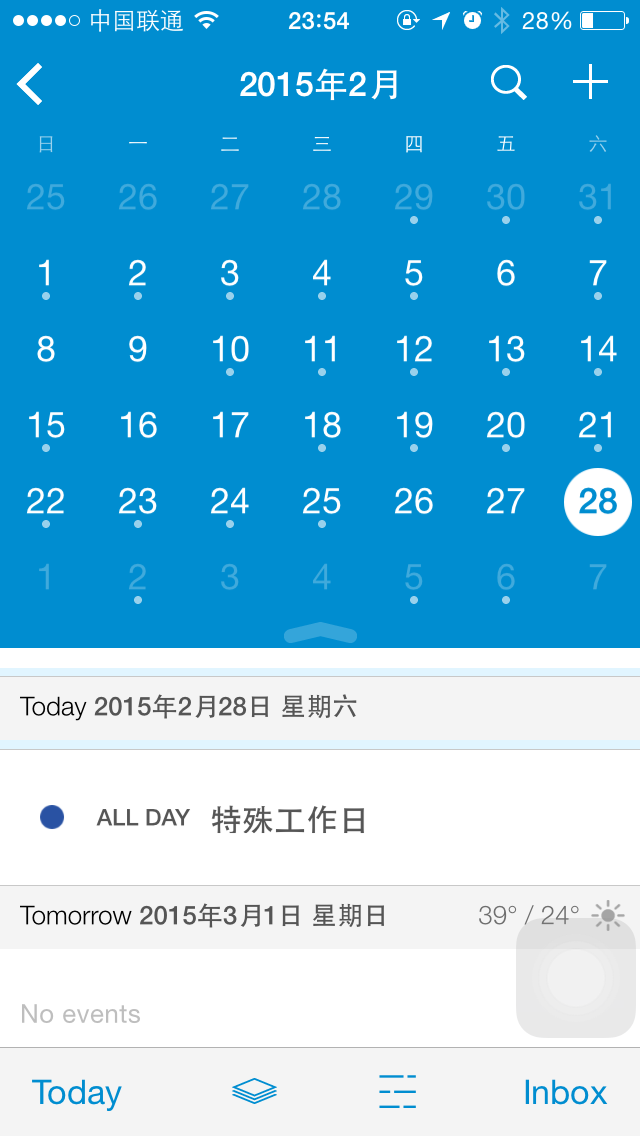 中国联通 23:54 28%
2015年2月
日 一 二 三 四 五 六
25 26 27 28 29 30 31
1 2 3 4 5 6 7
8 9 10 11 12 13 14
15 16 17 18 19 20 21
22 23 24 25 26 27 28
1 2 3 4 5 6 7
Today 2015年2月28日 星期六
ALL DAY 特殊工作日
Tomorrow 2015年3月1日 星期日 39° / 24°
No events
Today Inbox